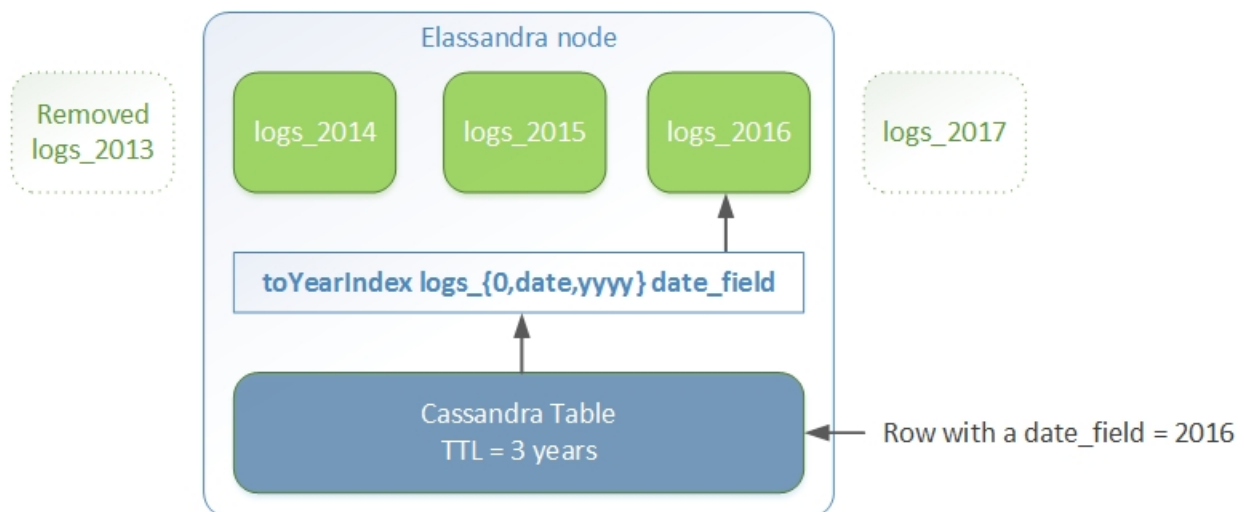 Elassandra node
Removed
logs_2013
logs_2014
logs_2015
logs_2016
logs_2017
toYearIndex logs_{0,date,yyyy} date_field
Cassandra Table
TTL = 3 years
Row with a date_field = 2016